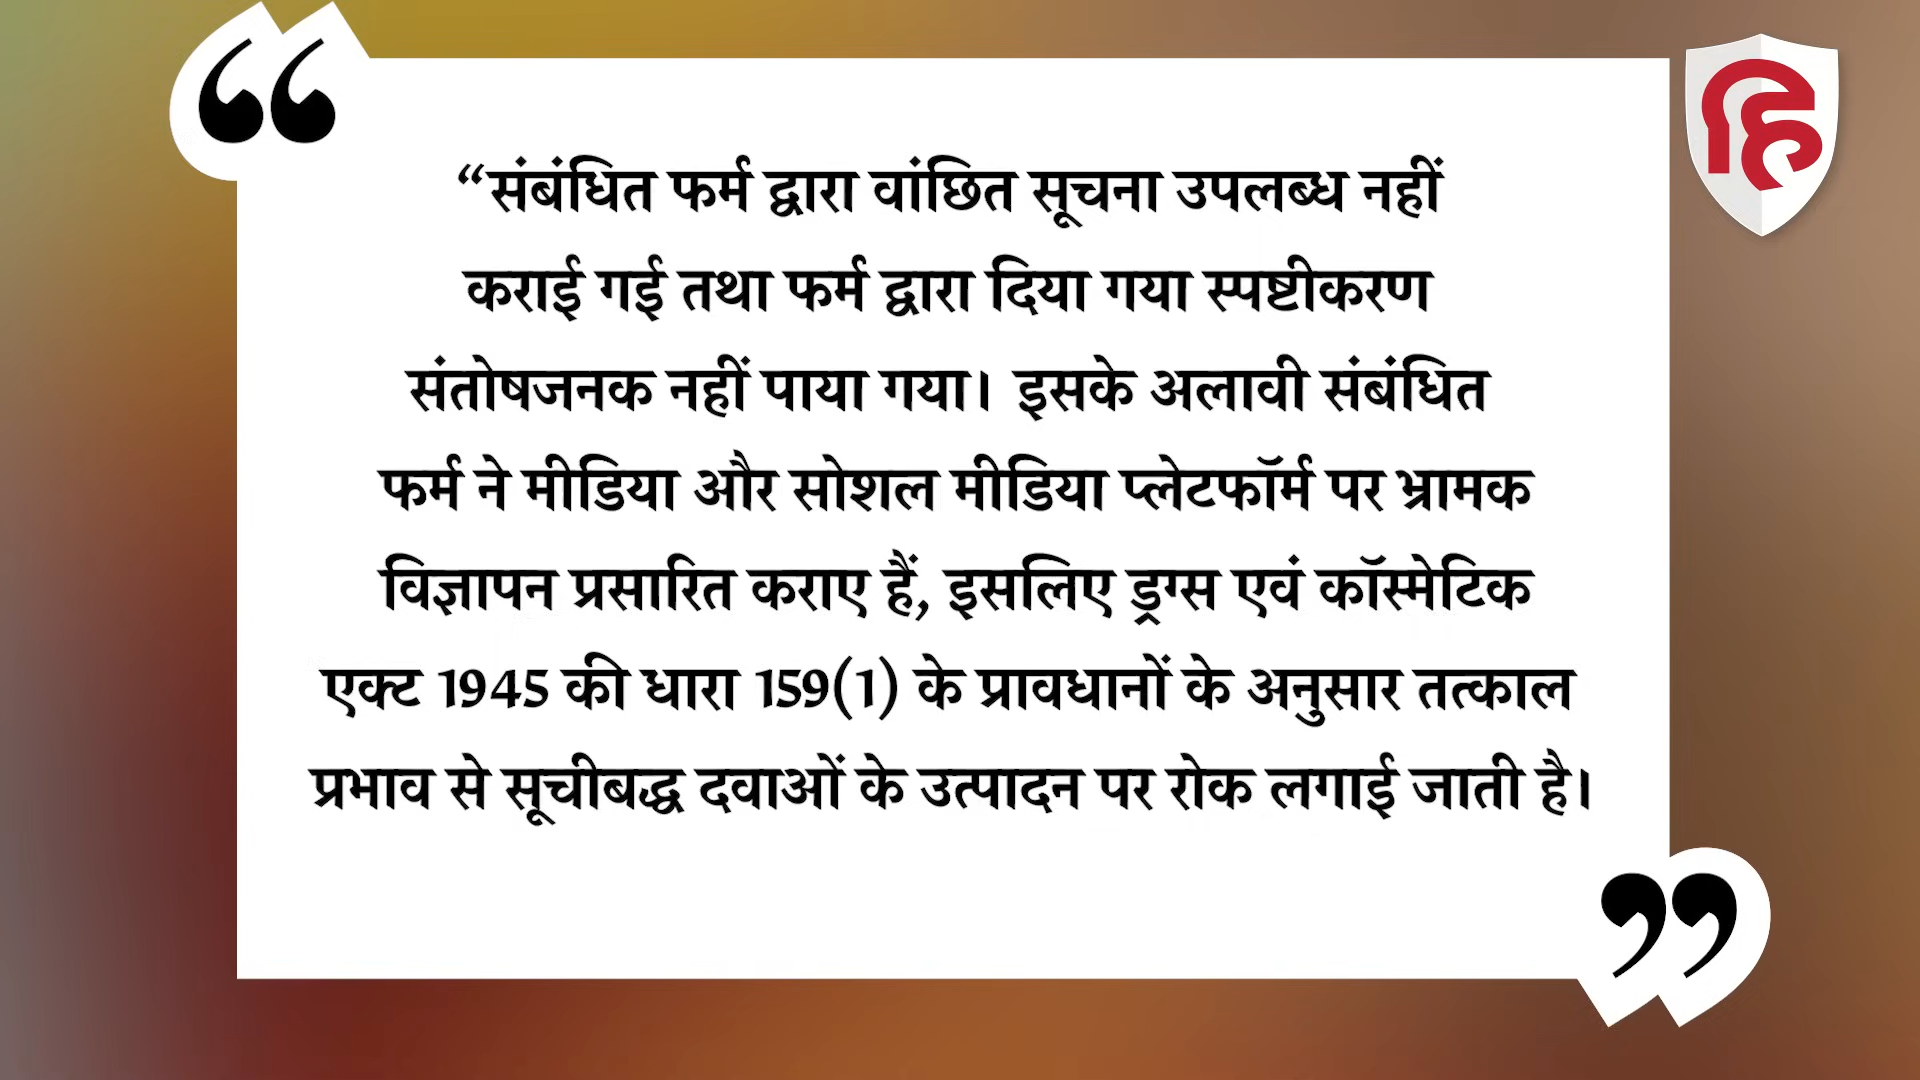 “संबंधित फर्म द्वारा वांछित सूचना उपलब्ध नहीं
कराई गई तथा फर्म द्वारा दिया गया स्पष्टीकरण
संतोषजनक नहीं पाया गया। इसके अलावी संबंधित
फर्म ने मीडिया और सोशल मीडिया प्लेटफॉर्म पर भ्रामक
विज्ञापन प्रसारित कराए हैं, इसलिए ड्रग्स एवं कॉस्मेटिक
एक्ट 1945 की धारा 159(1) के प्रावधानों के अनुसार तत्काल
प्रभाव से सूचीबद्ध दवाओं के उत्पादन पर रोक लगाई जाती है।
हि